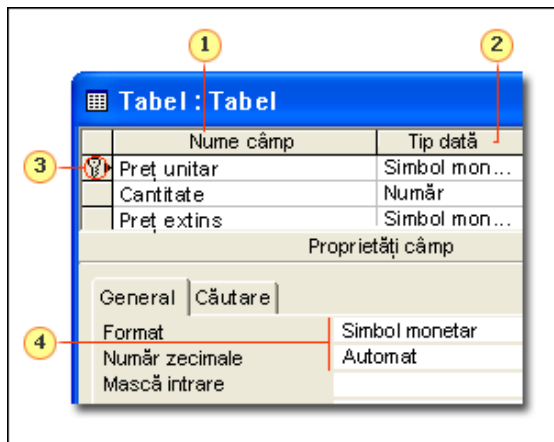 1
2
Tabel : Tabel
Nume câmp Tip dată
3
Preț unitar Simbol mon...
Cantitate Număr
Preț extins Simbol mon...
Proprietăți câmp
General Căutare
4
Format Simbol monetar
Număr zecimale Automat
Mască intrare